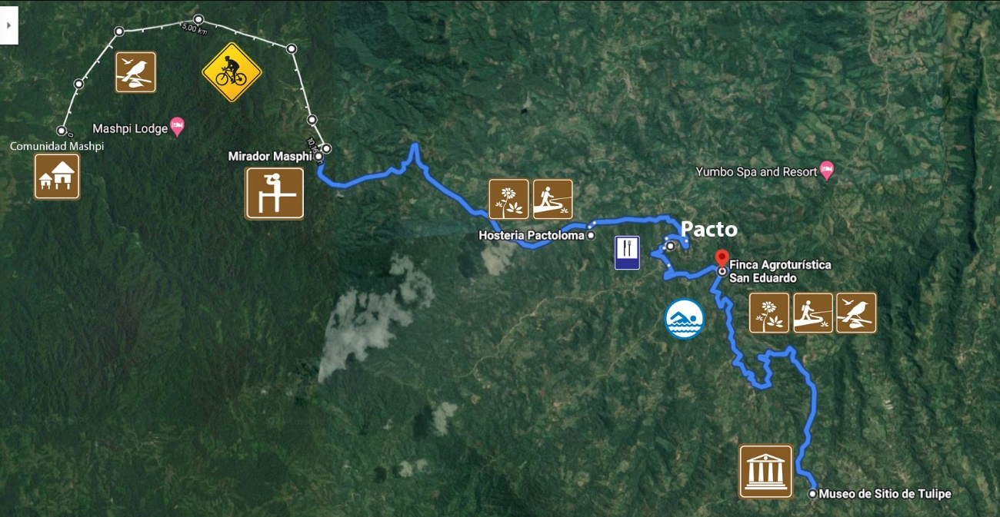 5,00 km
Mashpi Lodge
Comunidad Mashpi
0
Mirador Masphi
Yumbo Spa and Resort
Hosteria Pactoloma
Pacto
Finca Agroturística
San Eduardo
Museo de Sitio de Tulipe